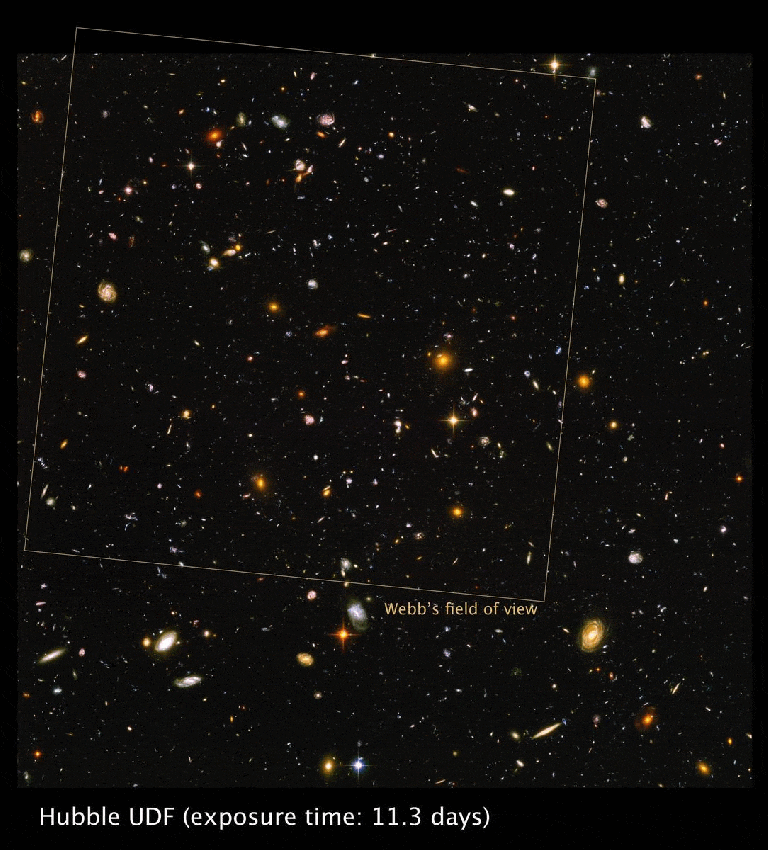 Webb's field of view
Hubble UDF (exposure time: 11.3 days)